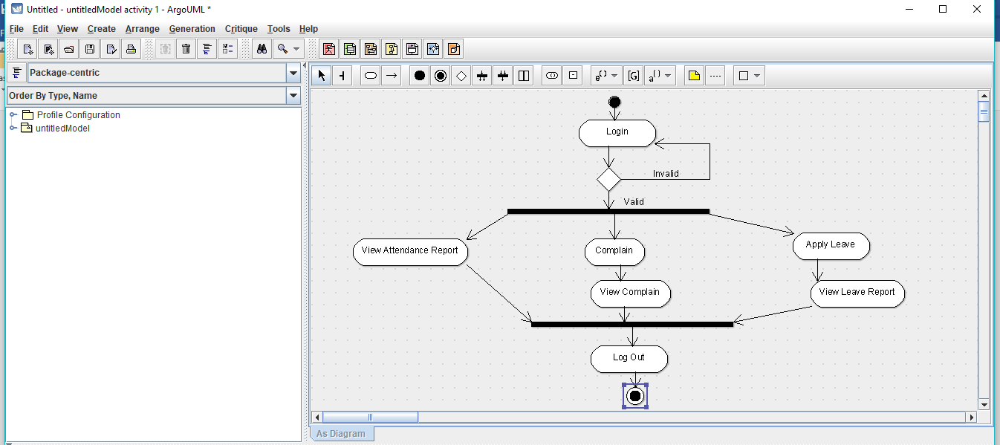 Untitled - untitledModel activity 1 - ArgoUML *
File Edit View Create Arrange Generation Critique Tools Help
Package-centric
Order By Type, Name
Profile Configuration
untitledModel
Login
Invalid
Valid
View Attendance Report
Complain
Apply Leave
View Complain
View Leave Report
Log Out
As Diagram